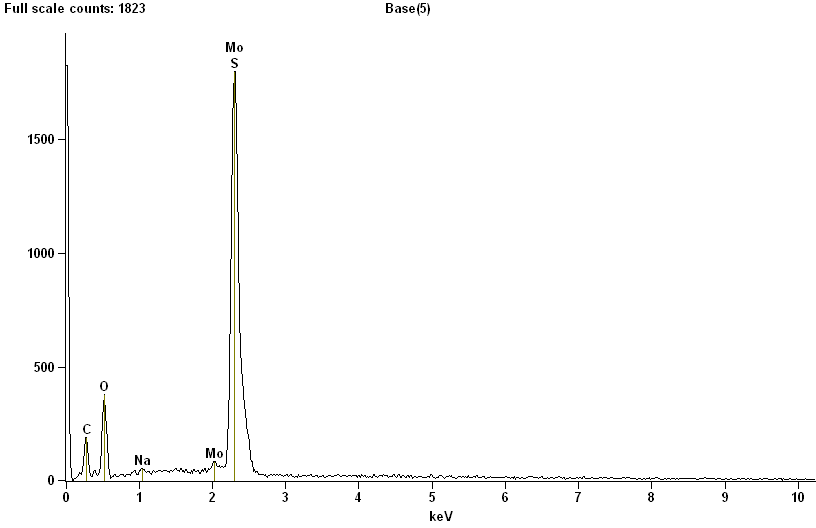 Full scale counts: 1823
Base(5)
Mo
S
1500
1000
500
O
C
Na
Mo
0
0 1 2 3 4 5 6 7 8 9 10
keV